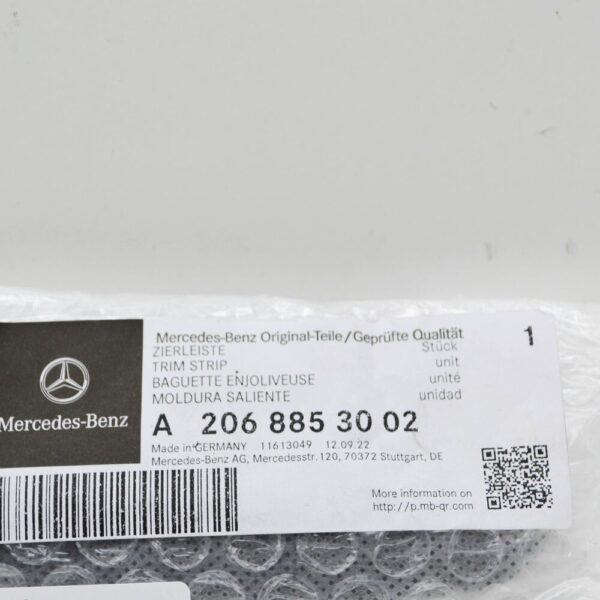 Mercedes-Benz Original-Teile/Geprüfte Qualität
1
ZIERLEISTE Stück
TRIM STRIP unit
BAGUETTE ENJOLIVEUSE unité
MOLDURA SALIENTE unidad
Mercedes-Benz
A 206 885 30 02
Made in GERMANY 11613049 12.09.22
Mercedes-Benz AG, Mercedesstr.120, 70372 Stuttgart, DE
More information on
http://p.mb-qr.com/